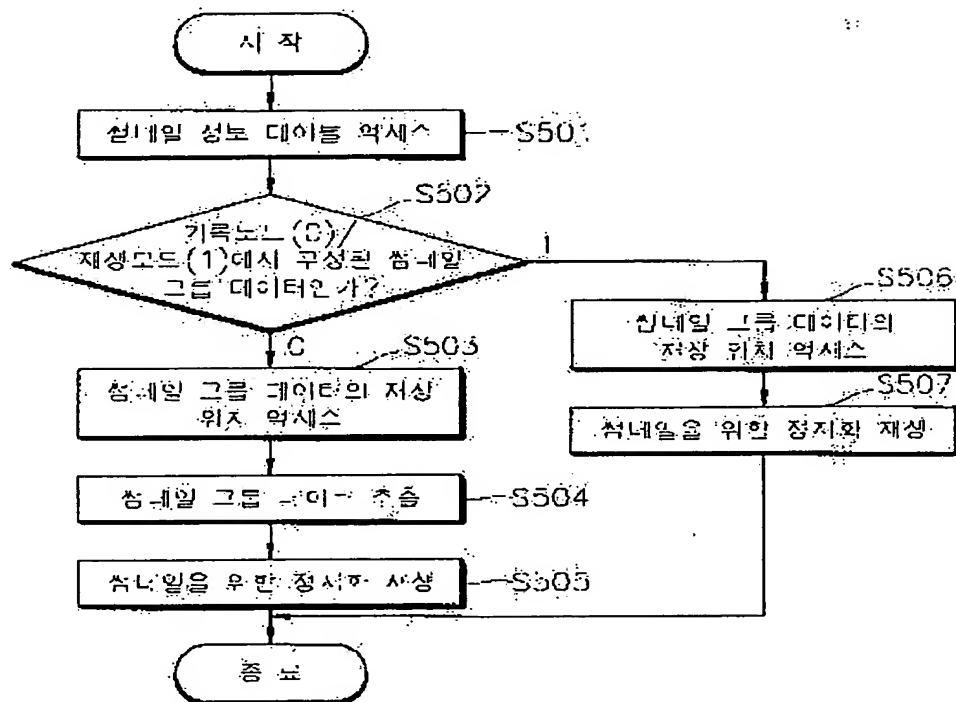 시 작
썸네일 정보 테이블 억세스
S501
S502
기록모드(0)
재생모드(1)에서 구성된 썸네일
그룹 데이터인가?
1
0
S503
썸네일 그룹 데이터의 저장
위치 억세스
S504
썸네일 그룹 데이터 추출
S505
썸네일을 위한 정지화 재생
S506
썸네일 그룹 데이터의
저장 위치 억세스
S507
썸네일을 위한 정지화 재생
종 료